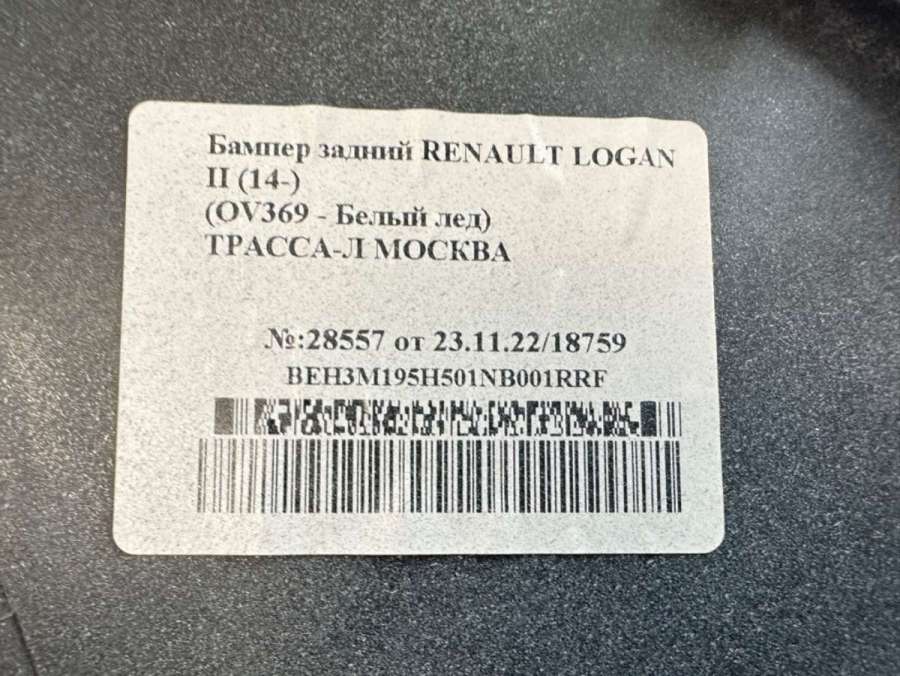 Бампер задний RENAULT LOGAN
II (14-)
(OV369 - Белый лед)
ТРАССА-Л МОСКВА
№:28557 от 23.11.22/18759
BEH3M195H501NB001RRF